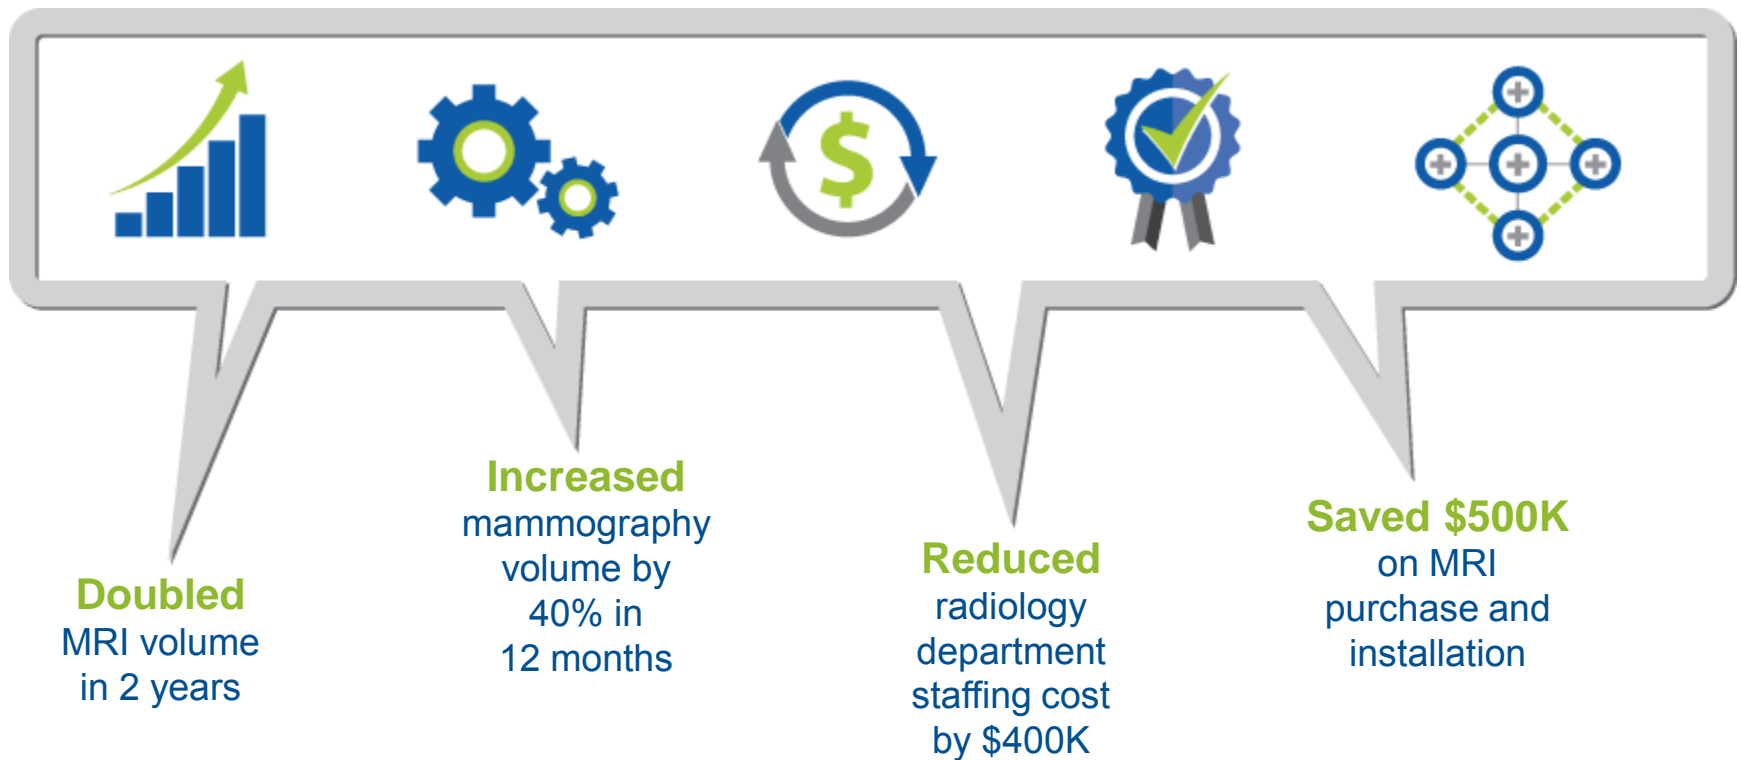 Doubled
MRI volume
in 2 years
Increased
mammography
volume by
40% in
12 months
Reduced
radiology
department
staffing cost
by $400K
Saved $500K
on MRI
purchase and
installation